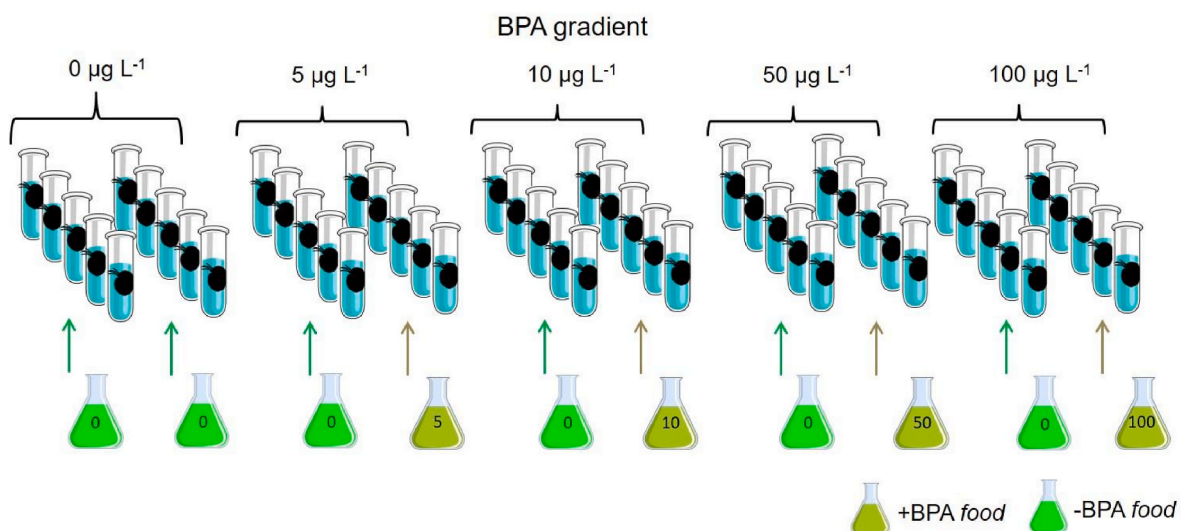 BPA gradient
0 µg L-1
5 µg L-1
10 µg L-1
50 µg L-1
100 µg L-1
0
0
0
5
0
10
0
50
0
100
+BPA food
-BPA food